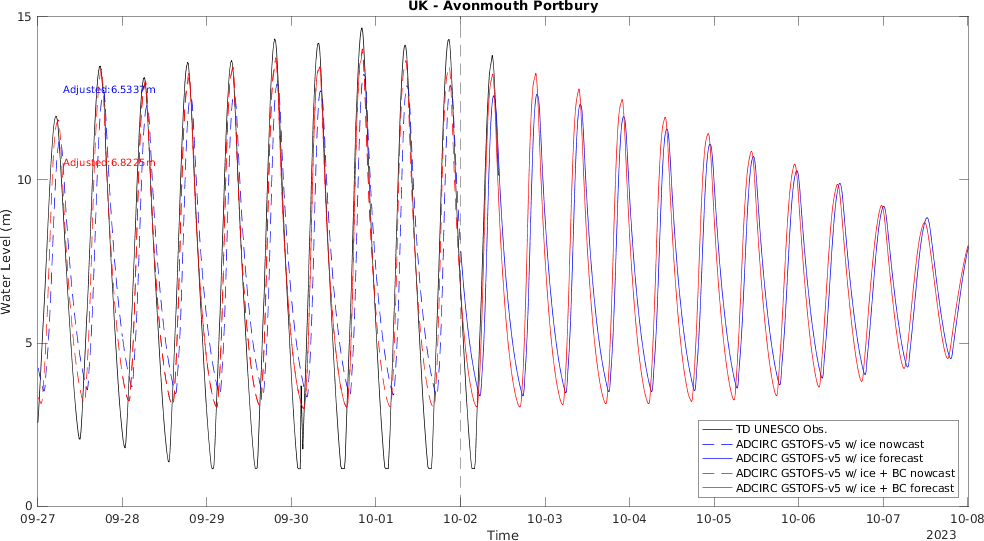 UK - Avonmouth Portbury
15
10
5
0
Water Level (m)
Adjusted:6.5337m
Adjusted:6.8225m
TD UNESCO Obs.
ADCIRC GSTOFS-v5 w/ ice nowcast
ADCIRC GSTOFS-v5 w/ ice forecast
ADCIRC GSTOFS-v5 w/ ice + BC nowcast
ADCIRC GSTOFS-v5 w/ ice + BC forecast
09-27 09-28 09-29 09-30 10-01 10-02 10-03 10-04 10-05 10-06 10-07 10-08
Time
2023